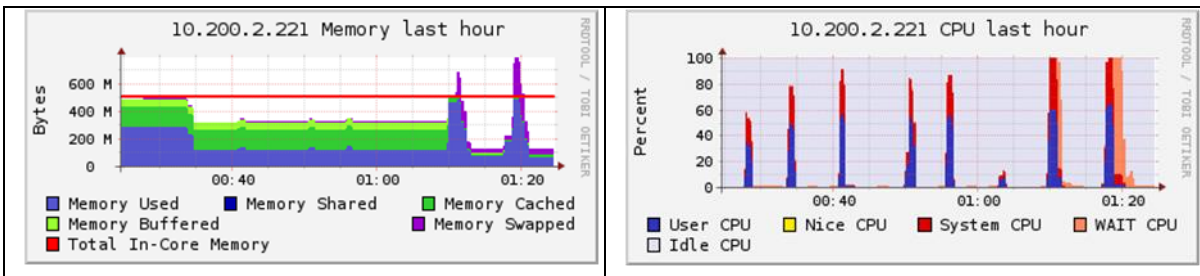 10.200.2.221 Memory last hour
RRDTOOL / TOBI OETIKER
Bytes
600 M
400 M
200 M
0
00:40 01:00 01:20
Memory Used Memory Shared Memory Cached
Memory Buffered Memory Swapped
Total In-Core Memory
10.200.2.221 CPU last hour
RRDTOOL / TOBI OETIKER
Percent
100
80
60
40
20
0
00:40 01:00 01:20
User CPU Nice CPU System CPU WAIT CPU
Idle CPU